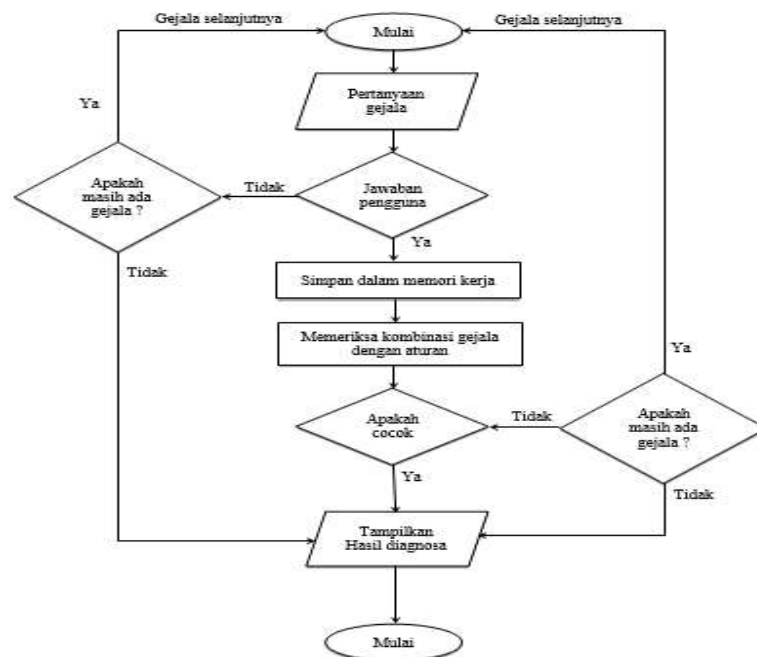 Gejala selanjutnya
Mulai
Gejala selanjutnya
Pertanyaan
gejala
Ya
Apakah
masih ada
gejala ?
Tidak
Jawaban
pengguna
Ya
Tidak
Simpan dalam memori kerja
Memeriksa kombinasi gejala
dengan aturan
Ya
Apakah
cocok
Tidak
Apakah
masih ada
gejala ?
Ya
Tidak
Tampilkan
Hasil diagnosa
Mulai